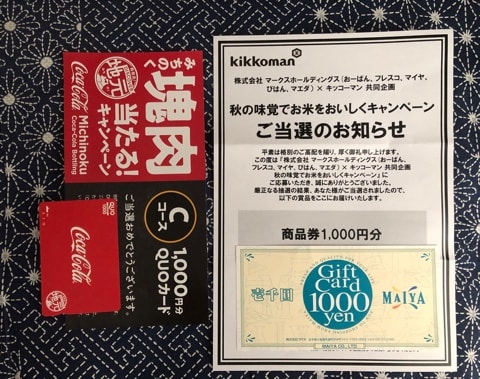 みちのく
塊肉
当たる!
キャンペーン
地元
Coca-Cola
Michinoku
Coca-Cola Bottling
C
コース
1,000円分
QUOカード
ご当選おめでとうございます。
QUO
Coca-Cola
地元
kikkoman
株式会社 マークスホールディングス(おーばん、フレスコ、マイヤ、
びはん、マエダ)×キッコーマン 共同企画
秋の味覚でお米をおいしくキャンペーン
ご当選のお知らせ
平素は格別のご高配を賜り、厚く御礼申し上げます。
この度は『株式会社 マークスホールディングス(おーばん、
フレスコ、マイヤ、びはん、マエダ)×キッコーマン 共同企画
秋の味覚でお米をおいしくキャンペーン』に
ご応募いただき、誠にありがとうございました。
厳正なる抽選の結果、あなた様がご当選されましたので、
以下の賞品をここにお届けいたします。
商品券1,000円分
壱千圓
Gift
Card
1000
yen
MAIYA
MAIYA CO., LTD